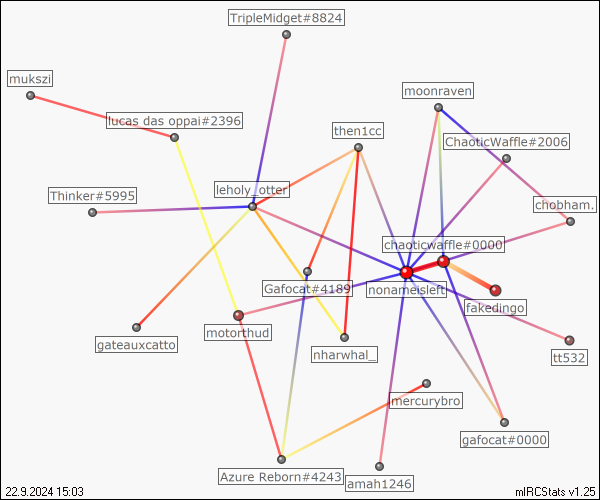 TripleMidget#8824
mukszi
moonraven
lucas das oppai#2396
then1cc
ChaoticWaffle#2006
Thinker#5995
leholy_otter
chobham.
chaoticwaffle#0000
Gafocat#4189
nonameisleft
fakedingo
motorthud
gateauxcatto
nharwhal_
tt532
mercurybro
gafocat#0000
Azure Reborn#4243
amah1246
22.9.2024 15:03
mIRCStats v1.25